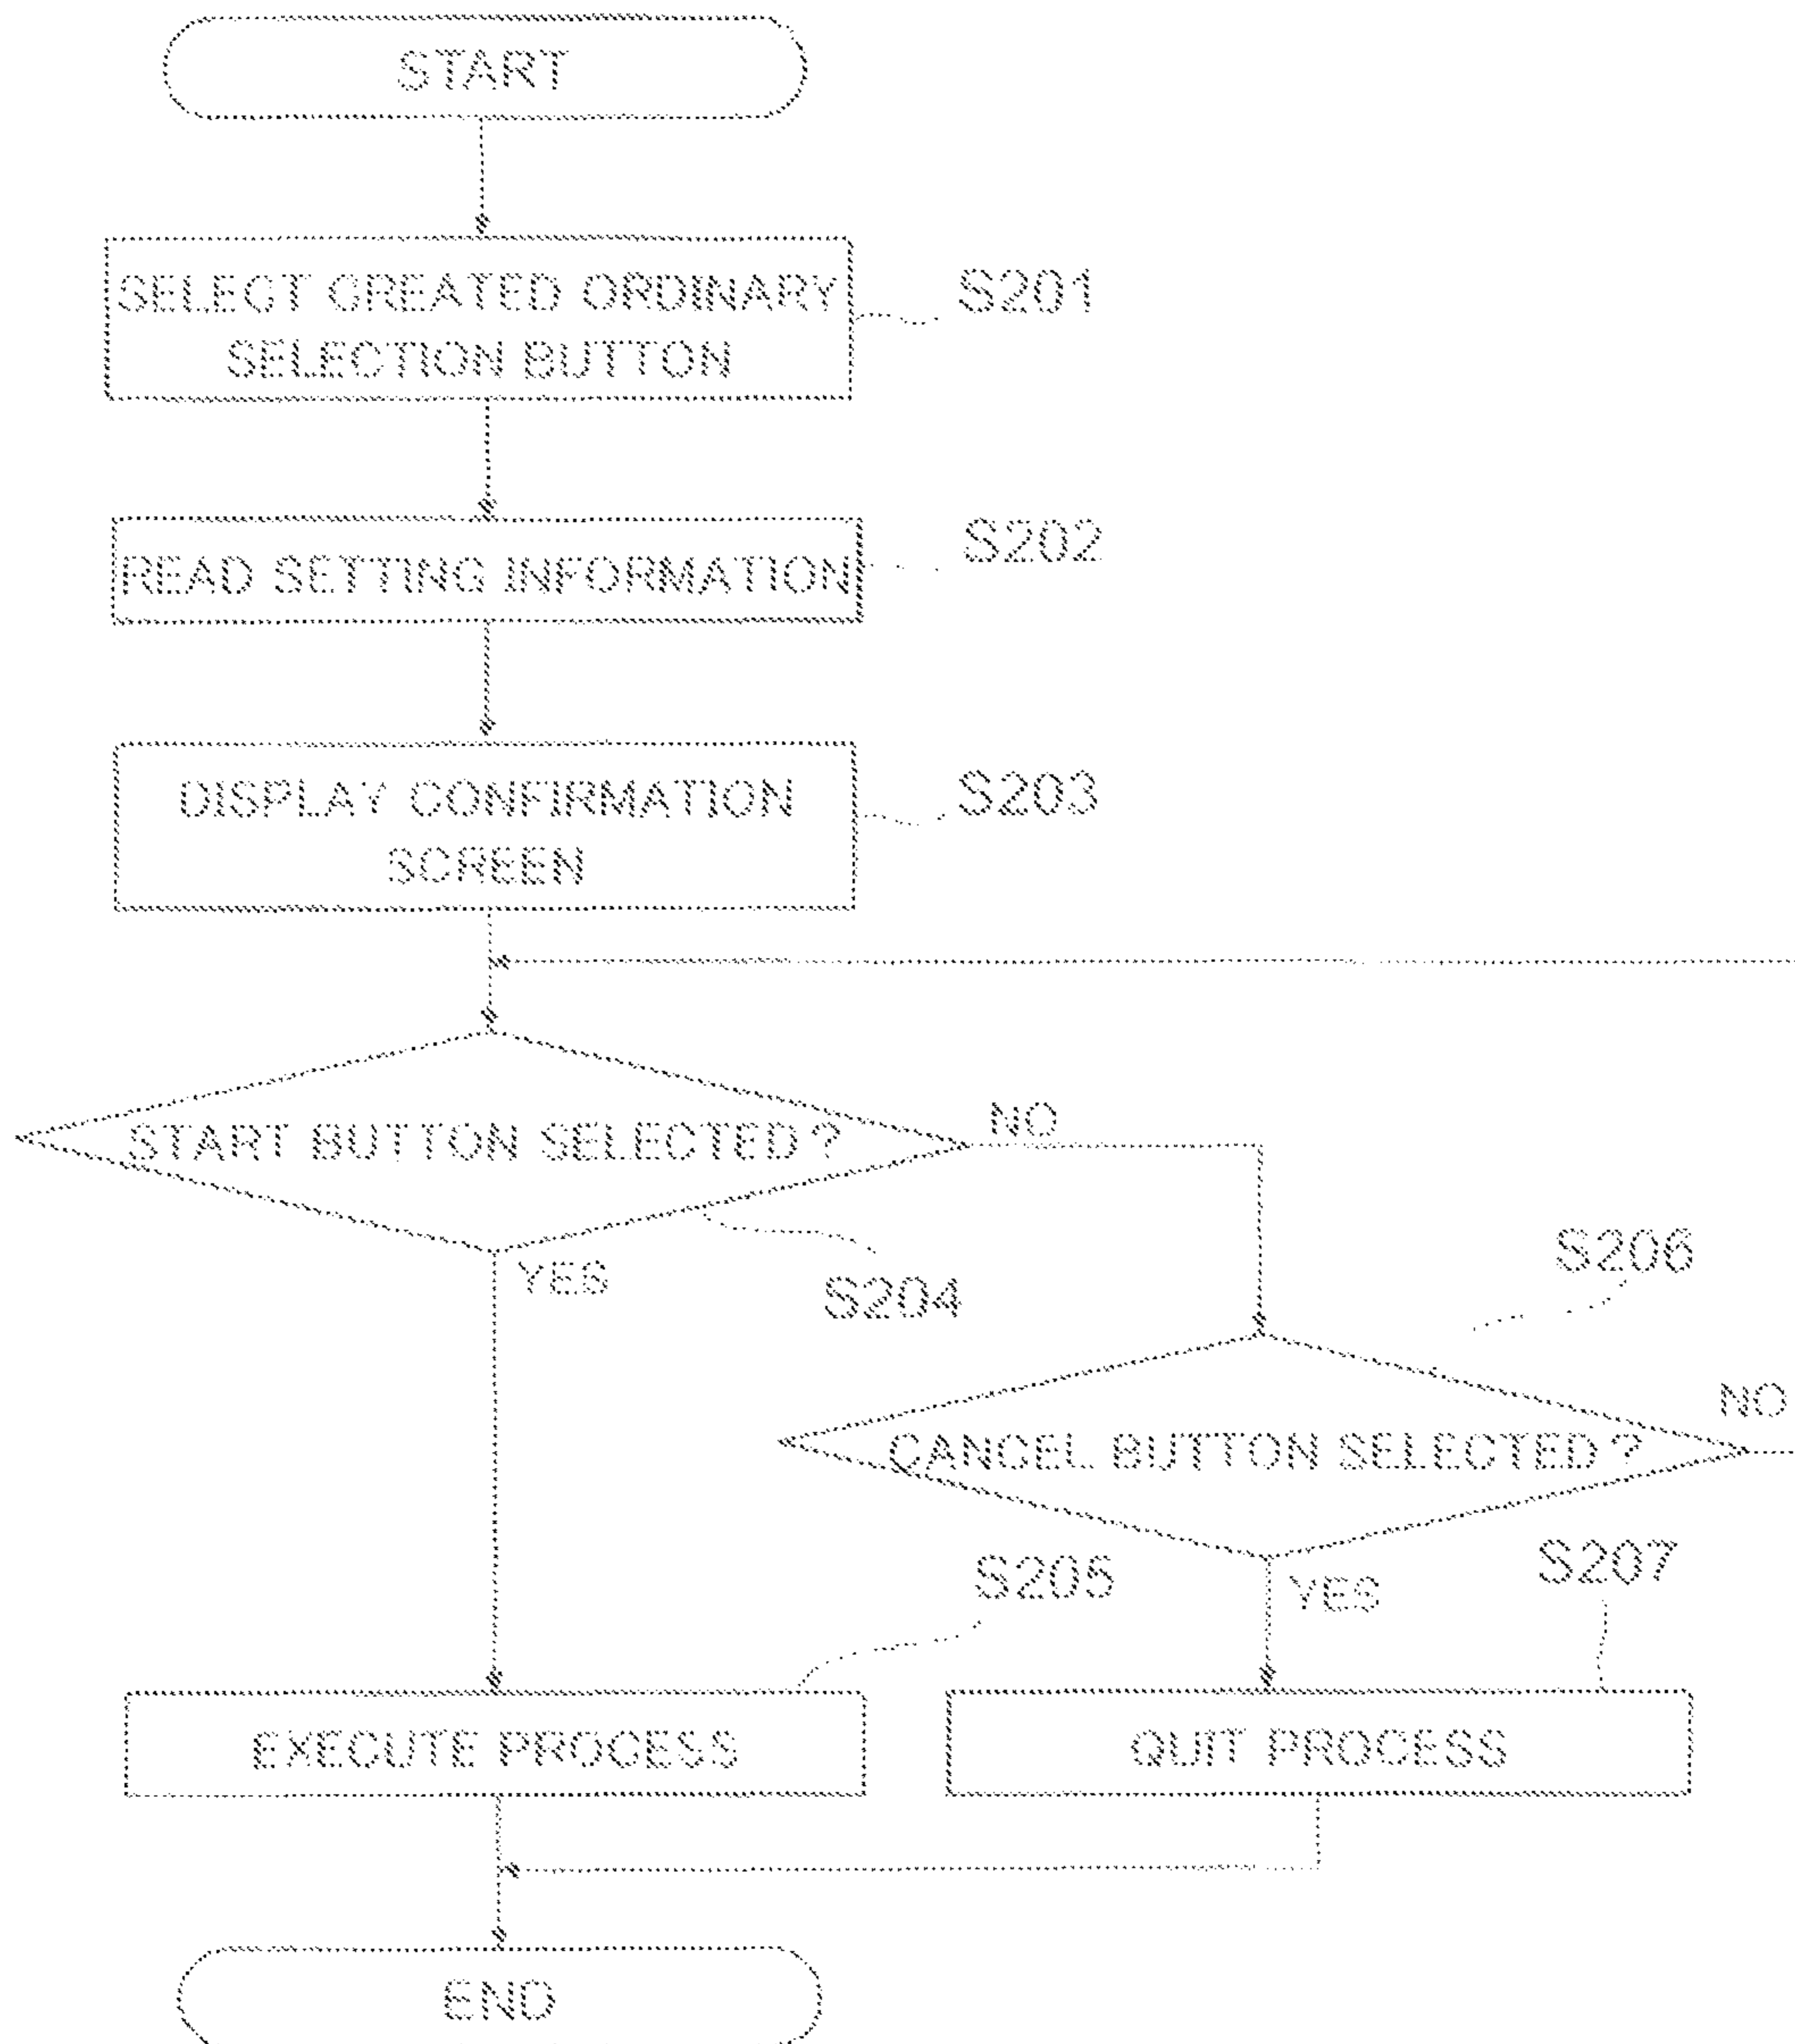 START
SELECT CREATED ORDINARY
SELECTION BUTTON
S201
READ SETTING INFORMATION
S202
DISPLAY CONFIRMATION
SCREEN
S203
START BUTTON SELECTED?
NO
YES
S204
S206
CANCEL BUTTON SELECTED?
NO
YES
S205
S207
EXECUTE PROCESS
QUIT PROCESS
END